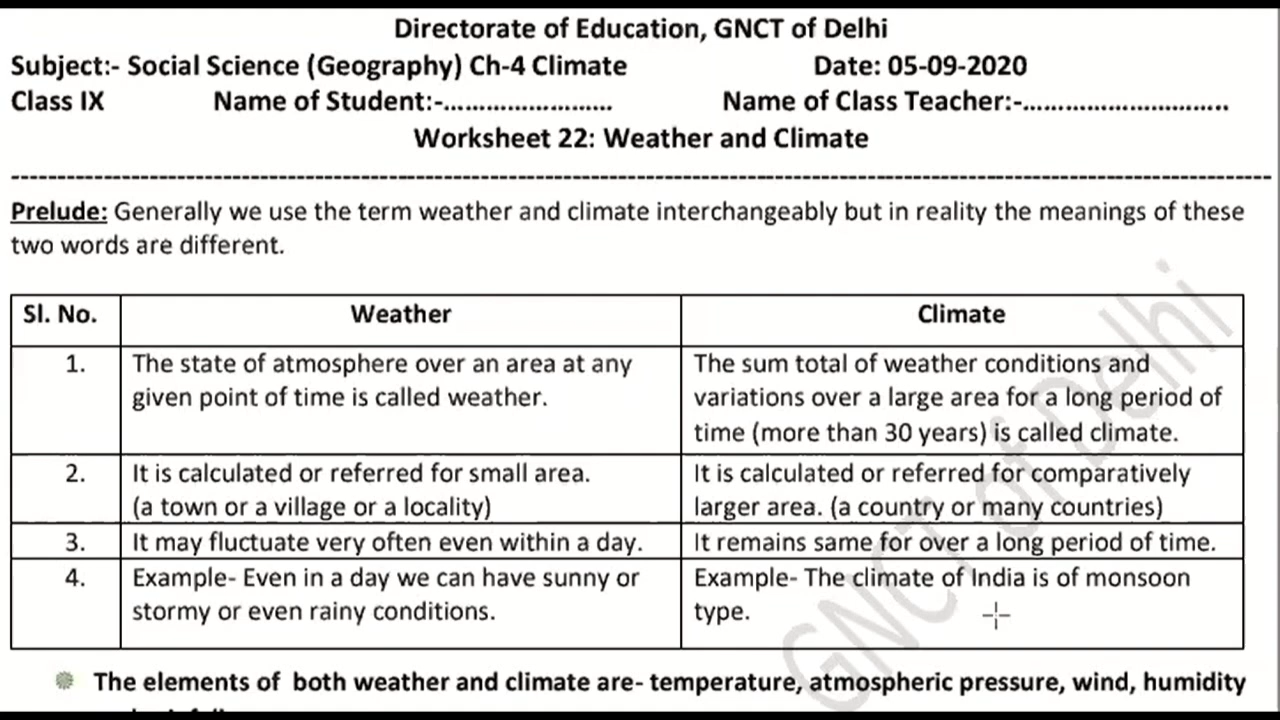 Directorate of Education, GNCT of Delhi
Subject:- Social Science (Geography) Ch-4 Climate Date: 05-09-2020
Class IX Name of Student:-........................ Name of Class Teacher:-.............................
Worksheet 22: Weather and Climate
Prelude: Generally we use the term weather and climate interchangeably but in reality the meanings of these
two words are different.
Sl. No. Weather Climate
1. The state of atmosphere over an area at any
given point of time is called weather.
The sum total of weather conditions and
variations over a large area for a long period of
time (more than 30 years) is called climate.
2. It is calculated or referred for small area.
(a town or a village or a locality)
It is calculated or referred for comparatively
larger area. (a country or many countries)
3. It may fluctuate very often even within a day.
It remains same for over a long period of time.
4. Example- Even in a day we can have sunny or
stormy or even rainy conditions.
Example- The climate of India is of monsoon
type.
The elements of both weather and climate are- temperature, atmospheric pressure, wind, humidity
GNCT of Delhi